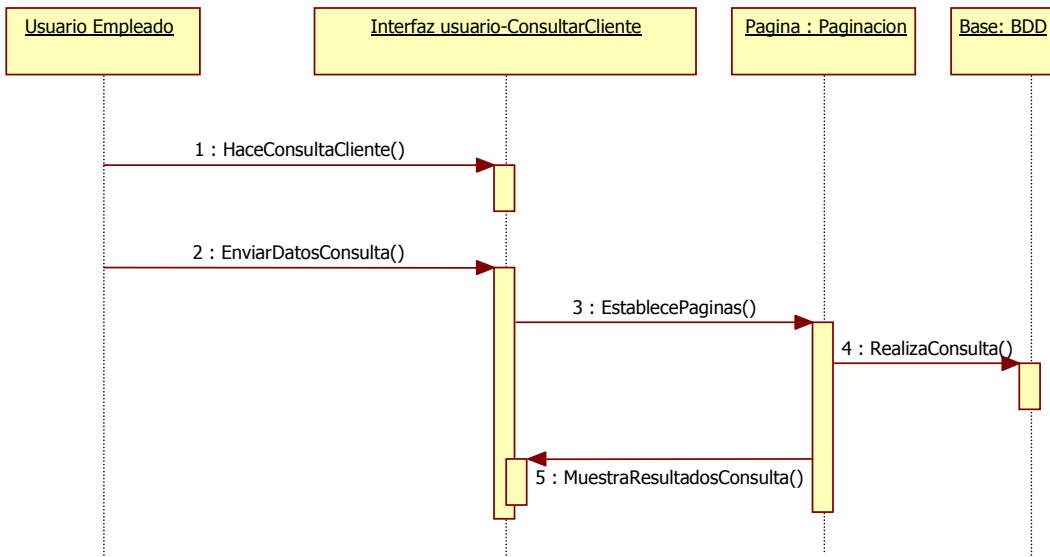 Usuario Empleado
Interfaz usuario-ConsultarCliente
Pagina : Paginacion
Base: BDD
1 : HaceConsultaCliente()
2 : EnviarDatosConsulta()
3 : EstablecePaginas()
4 : RealizaConsulta()
5 : MuestraResultadosConsulta()